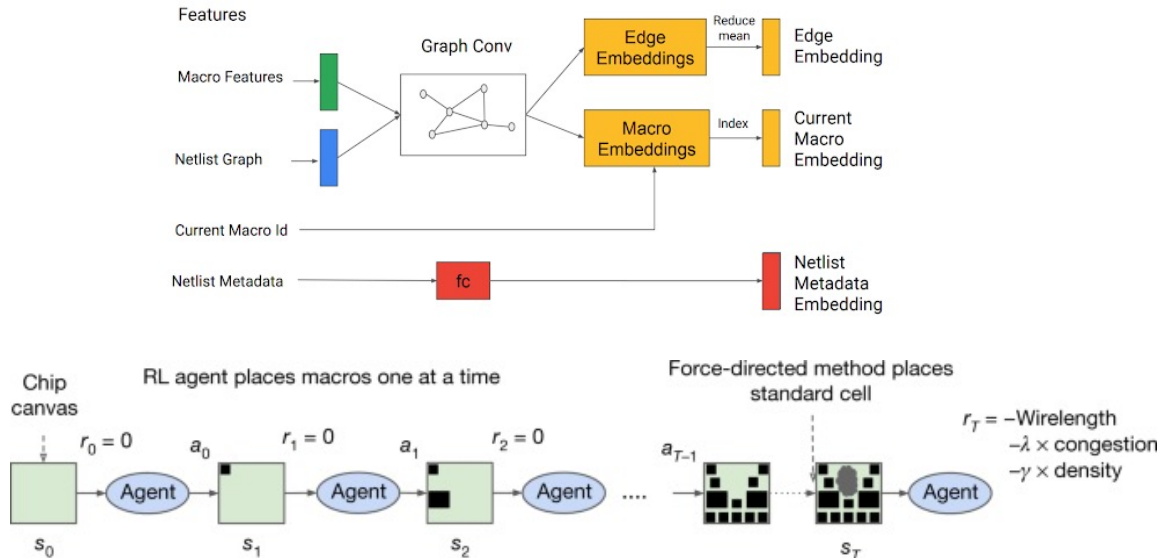 Features
Graph Conv
Macro Features
Netlist Graph
Current Macro Id
Netlist Metadata
fc
Edge
Embeddings
Reduce
mean
Edge
Embedding
Macro
Embeddings
Index
Current
Macro
Embedding
Netlist
Metadata
Embedding
RL agent places macros one at a time
Force-directed method places
standard cell
Chip
canvas
r0 = 0
a0
r1 = 0
a1
r2 = 0
aT−1
rT = −Wirelength
−λ × congestion
−γ × density
Agent
Agent
Agent
....
Agent
s0
s1
s2
sT